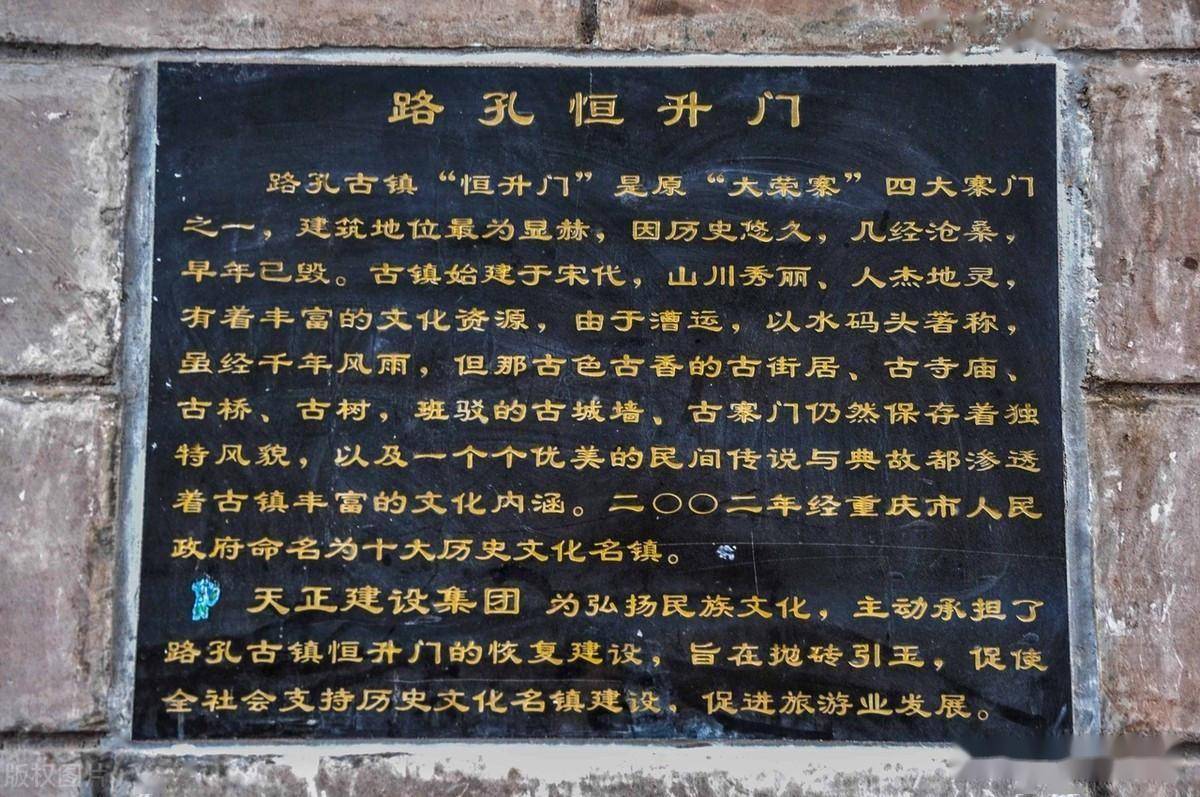 路孔恒升门
路孔古镇“恒升门”是原“大荣寨”四大寨门
之一，建筑地位最为显赫，因历史悠久，几经沧桑，
早年已毁。古镇始建于宋代，山川秀丽、人杰地灵，
有着丰富的文化资源，由于漕运，以水码头著称，
虽经千年风雨，但那古色古香的古街居、古寺庙、
古桥、古树，班驳的古城墙、古寨门仍然保存着独
特风貌，以及一个个优美的民间传说与典故都渗透
着古镇丰富的文化内涵。二〇〇二年经重庆市人民
政府命名为十大历史文化名镇。
天正建设集团 为弘扬民族文化，主动承担了
路孔古镇恒升门的恢复建设，旨在抛砖引玉，促使
全社会支持历史文化名镇建设，促进旅游业发展。
版权图片